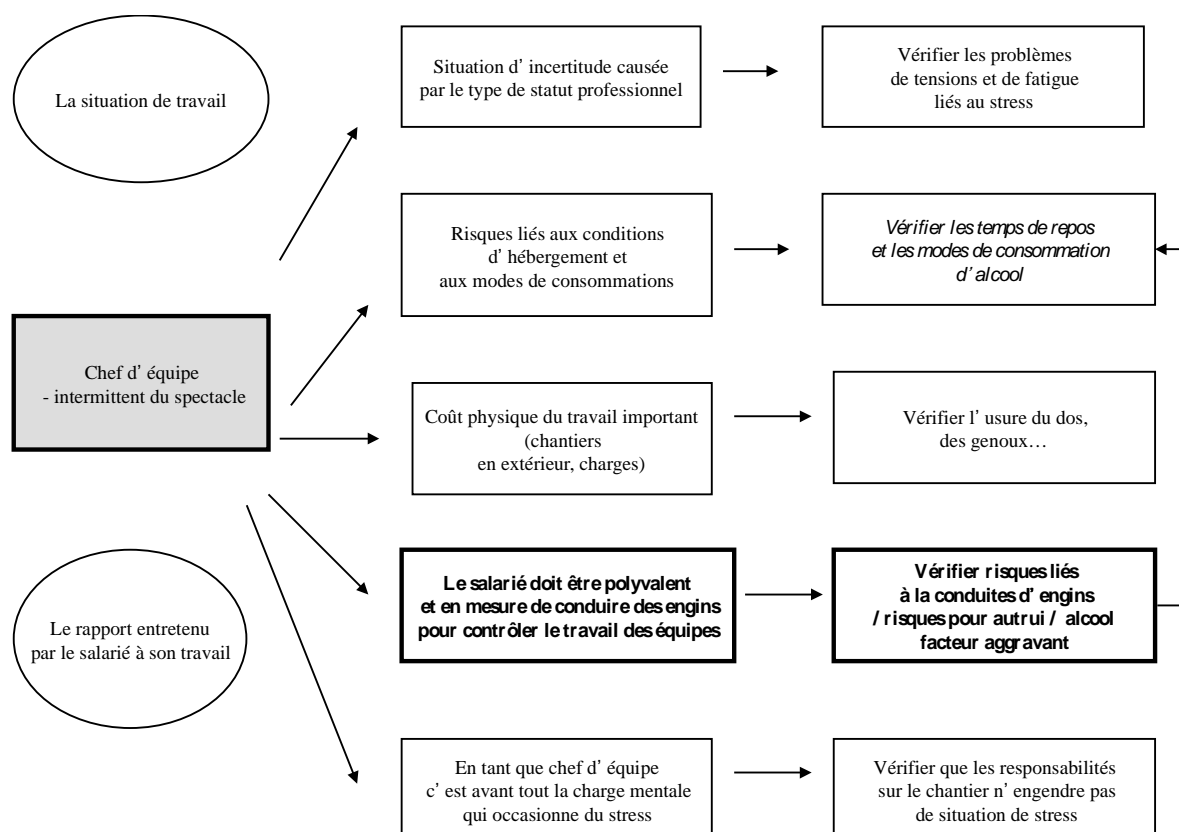 La situation de travail
Situation d'incertitude causée
par le type de statut professionnel
Vérifier les problèmes
de tensions et de fatigue
liés au stress
Risques liés aux conditions
d'hébergement et
aux modes de consommations
Vérifier les temps de repos
et les modes de consommation
d'alcool
Chef d'équipe
- intermittent du spectacle
Coût physique du travail important
(chantiers
en extérieur, charges)
Vérifier l'usure du dos,
des genoux…
Le rapport entretenu
par le salarié à son travail
Le salarié doit être polyvalent
et en mesure de conduire des engins
pour contrôler le travail des équipes
Vérifier risques liés
à la conduites d'engins
/ risques pour autrui / alcool
facteur aggravant
En tant que chef d'équipe
c'est avant tout la charge mentale
qui occasionne du stress
Vérifier que les responsabilités
sur le chantier n'engendre pas
de situation de stress